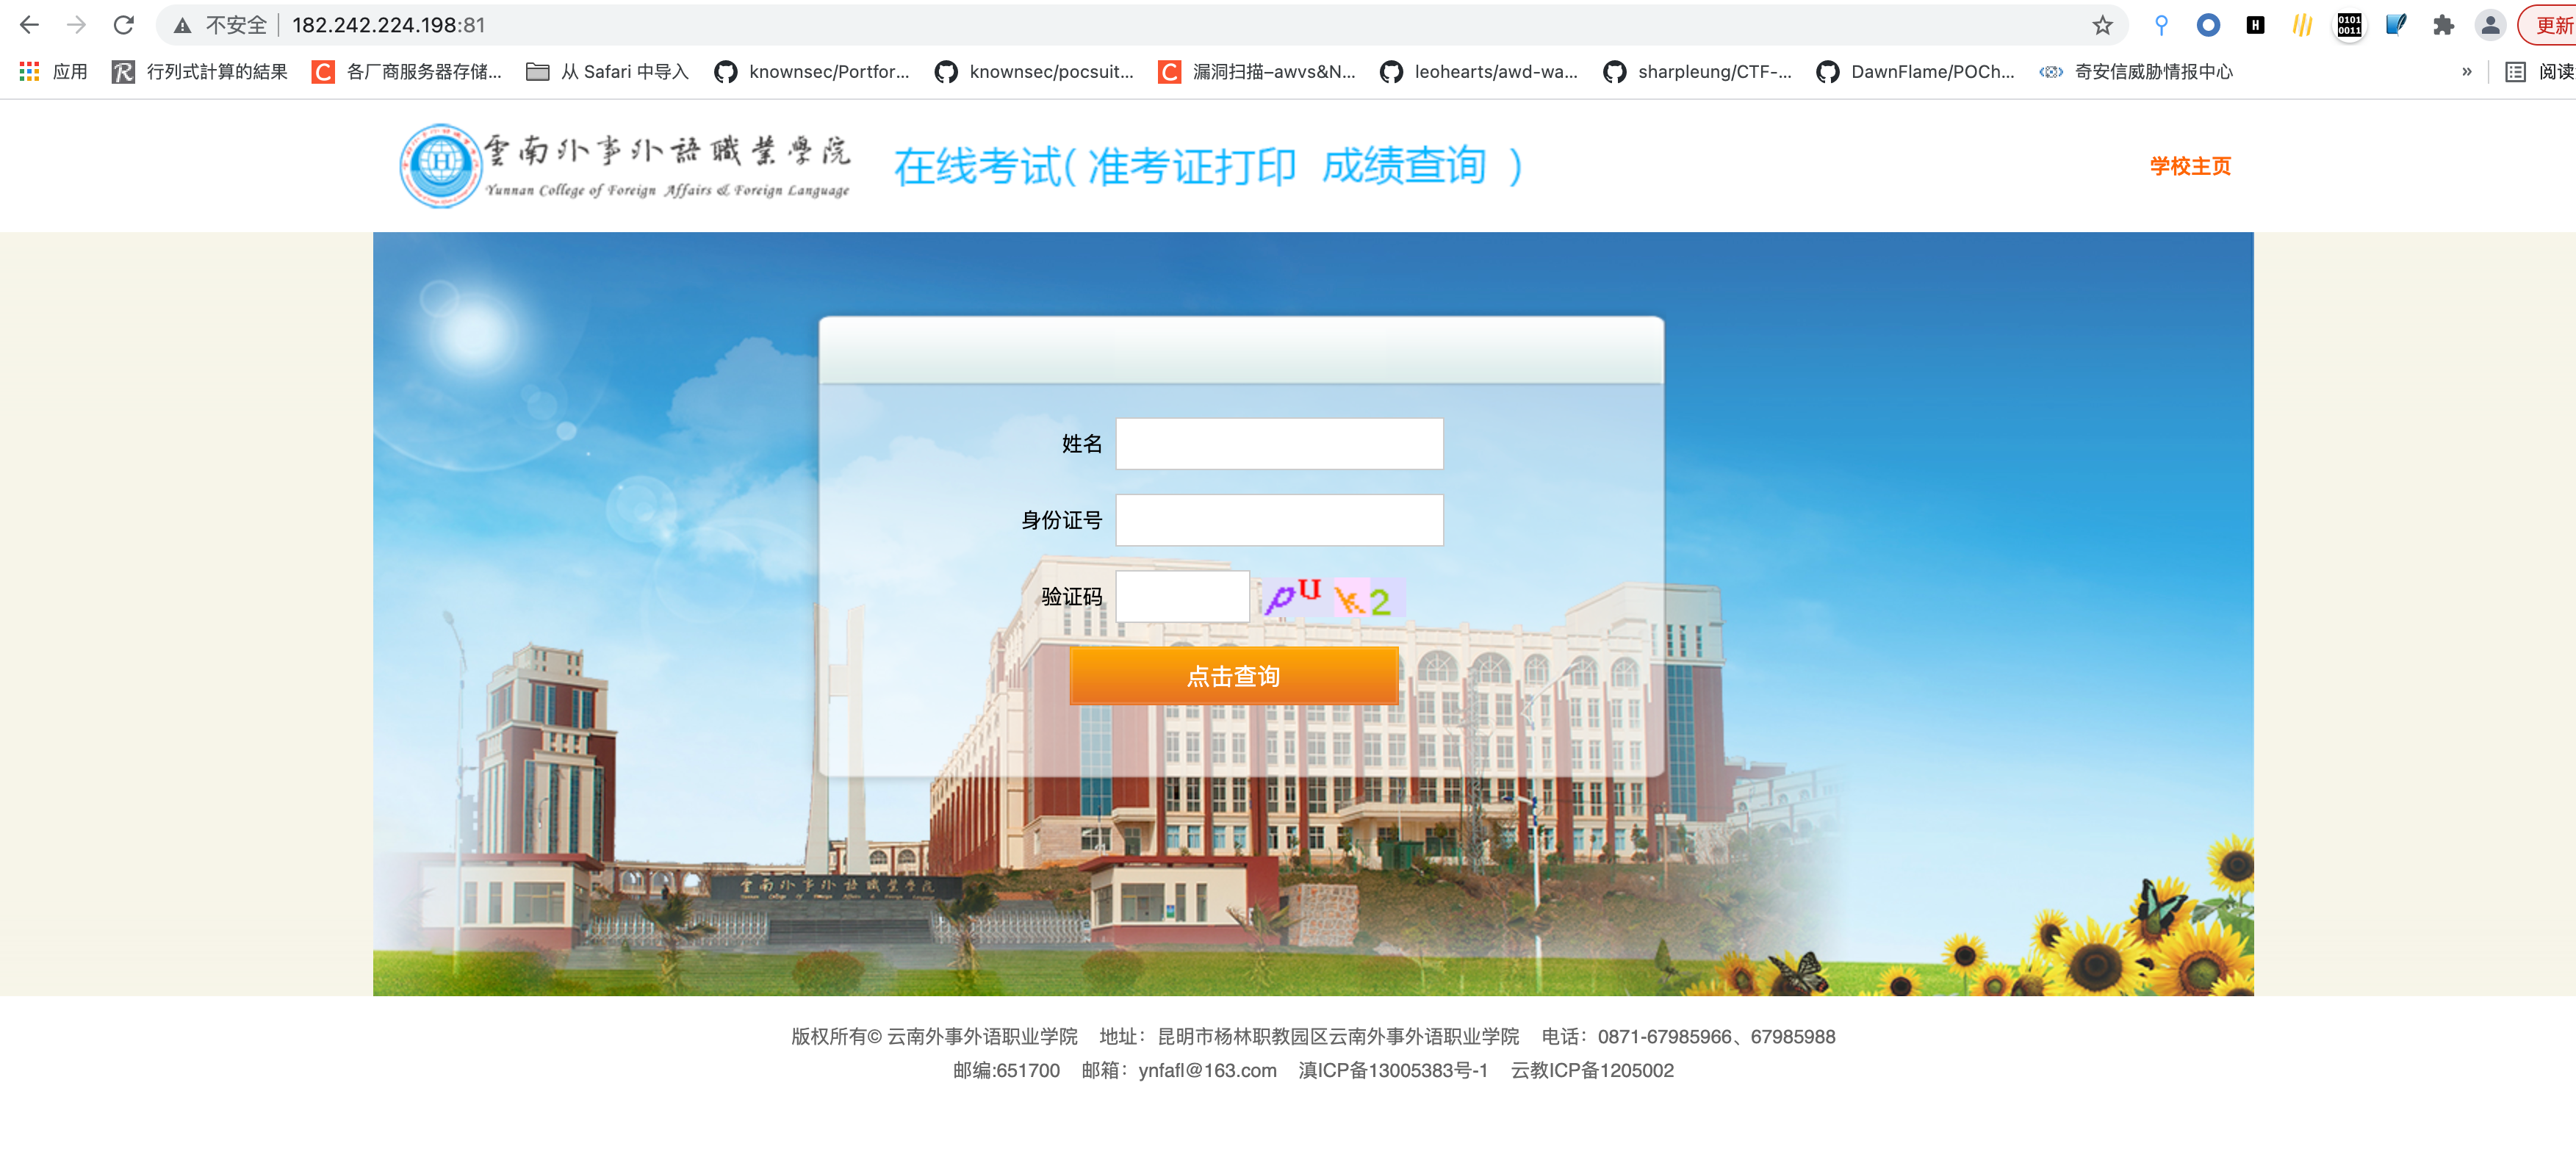 不安全 182.242.224.198:81
更新
应用 行列式計算的結果 各厂商服务器存储... 从 Safari 中导入 knownsec/Portfor... knownsec/pocsuit... 漏洞扫描–awvs&N... leohearts/awd-wa... sharpleung/CTF-... DawnFlame/POCh... 奇安信威胁情报中心 » 阅读
雲南外事外語職業學院
Yunnan College of Foreign Affairs & Foreign Language
在线考试( 准考证打印 成绩查询 )
学校主页
姓名
身份证号
验证码 pUk2
点击查询
雲南外事外語職業學院
版权所有© 云南外事外语职业学院 地址：昆明市杨林职教园区云南外事外语职业学院 电话：0871-67985966、67985988
邮编:651700 邮箱：ynfafl@163.com 滇ICP备13005383号-1 云教ICP备1205002